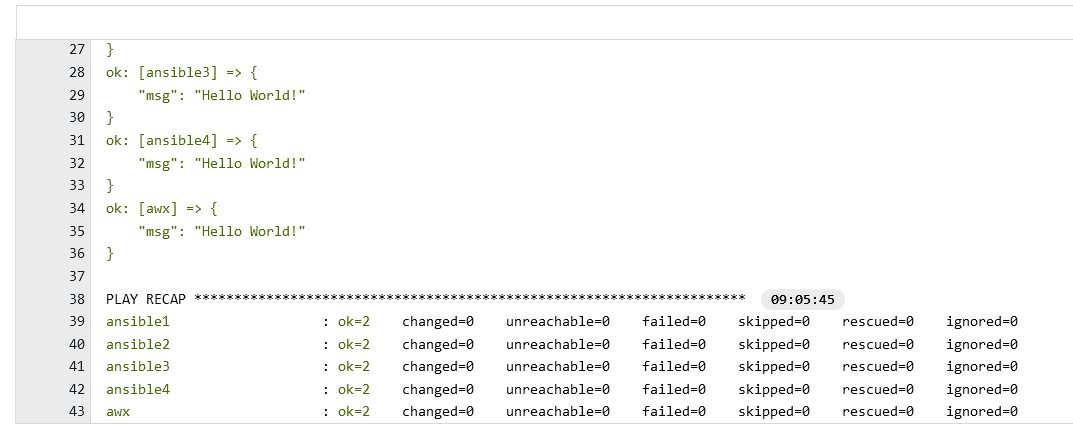 27 }
28 ok: [ansible3] => {
29     "msg": "Hello World!"
30 }
31 ok: [ansible4] => {
32     "msg": "Hello World!"
33 }
34 ok: [awx] => {
35     "msg": "Hello World!"
36 }
37
38 PLAY RECAP ********************************************************************* 09:05:45
39 ansible1                   : ok=2    changed=0    unreachable=0    failed=0    skipped=0    rescued=0    ignored=0
40 ansible2                   : ok=2    changed=0    unreachable=0    failed=0    skipped=0    rescued=0    ignored=0
41 ansible3                   : ok=2    changed=0    unreachable=0    failed=0    skipped=0    rescued=0    ignored=0
42 ansible4                   : ok=2    changed=0    unreachable=0    failed=0    skipped=0    rescued=0    ignored=0
43 awx                        : ok=2    changed=0    unreachable=0    failed=0    skipped=0    rescued=0    ignored=0